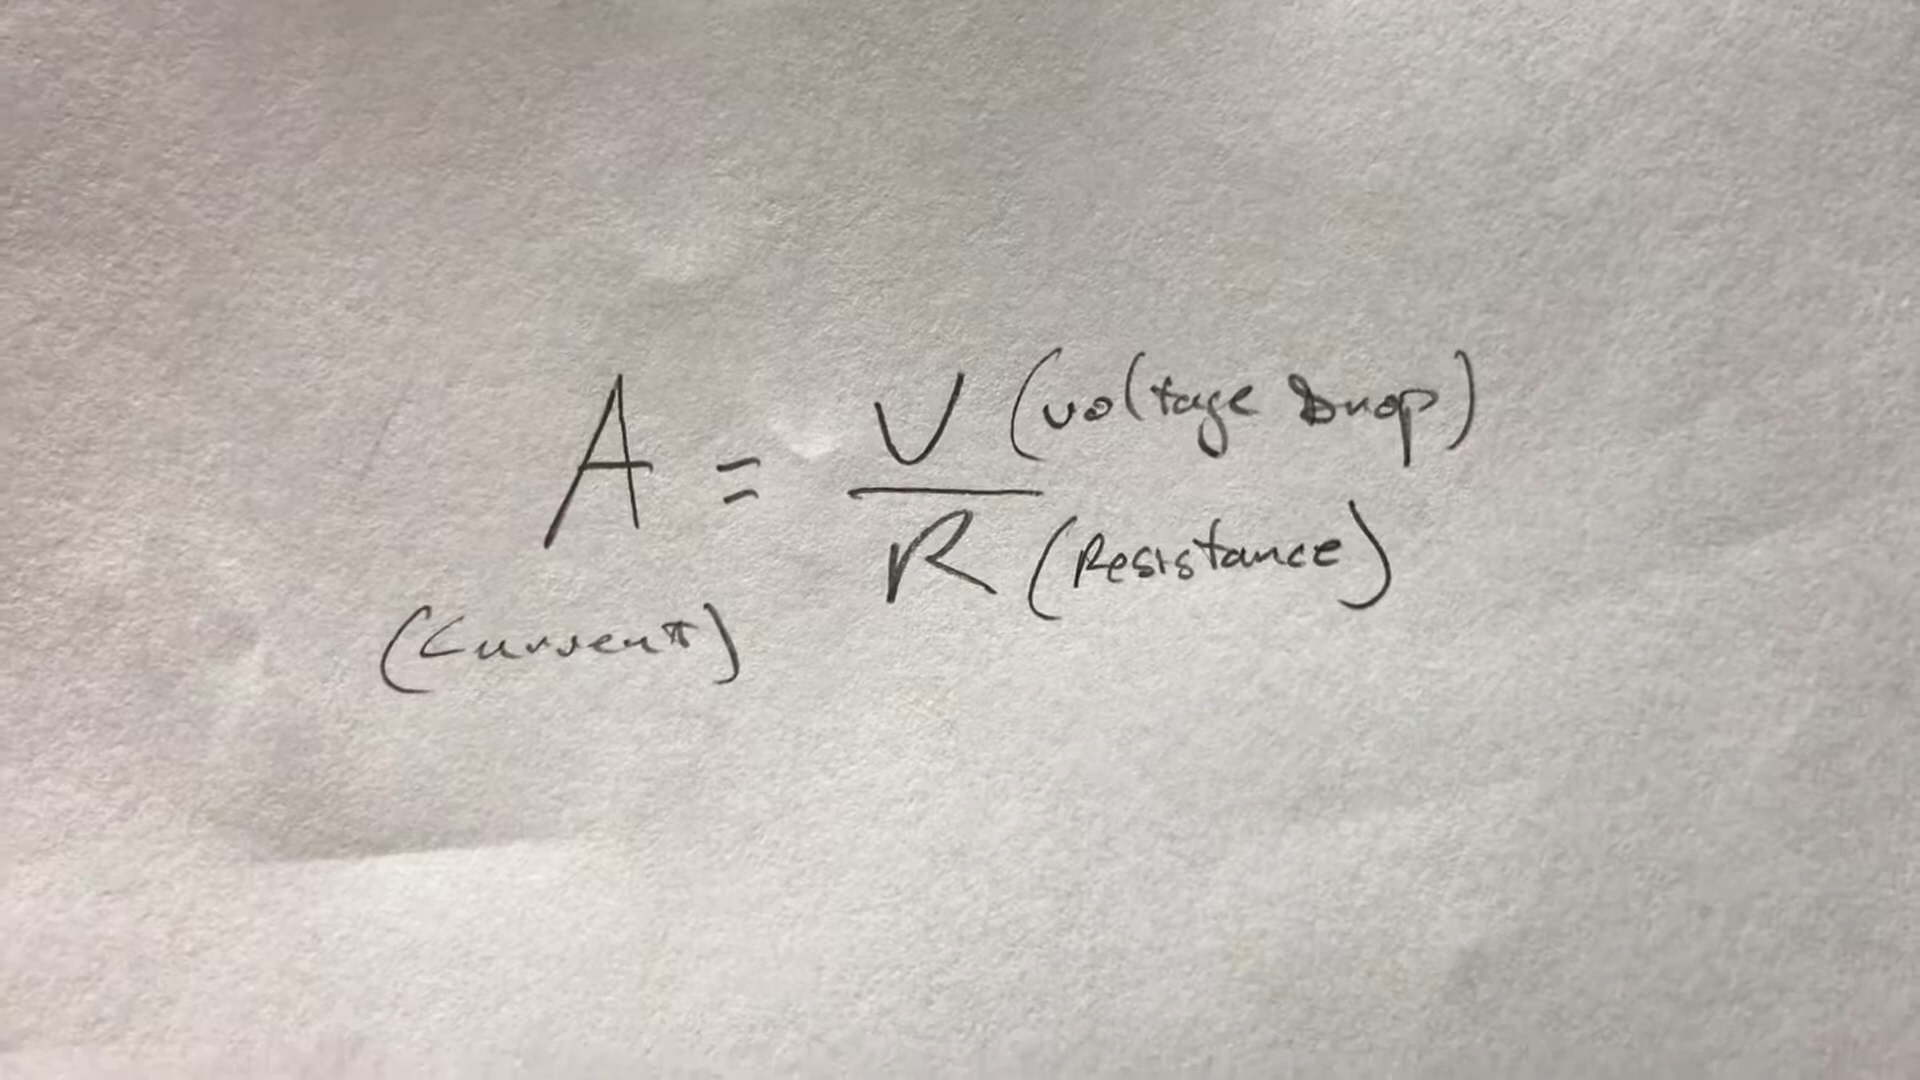 A = V (voltage Drop)
R (Resistance)
(Current)